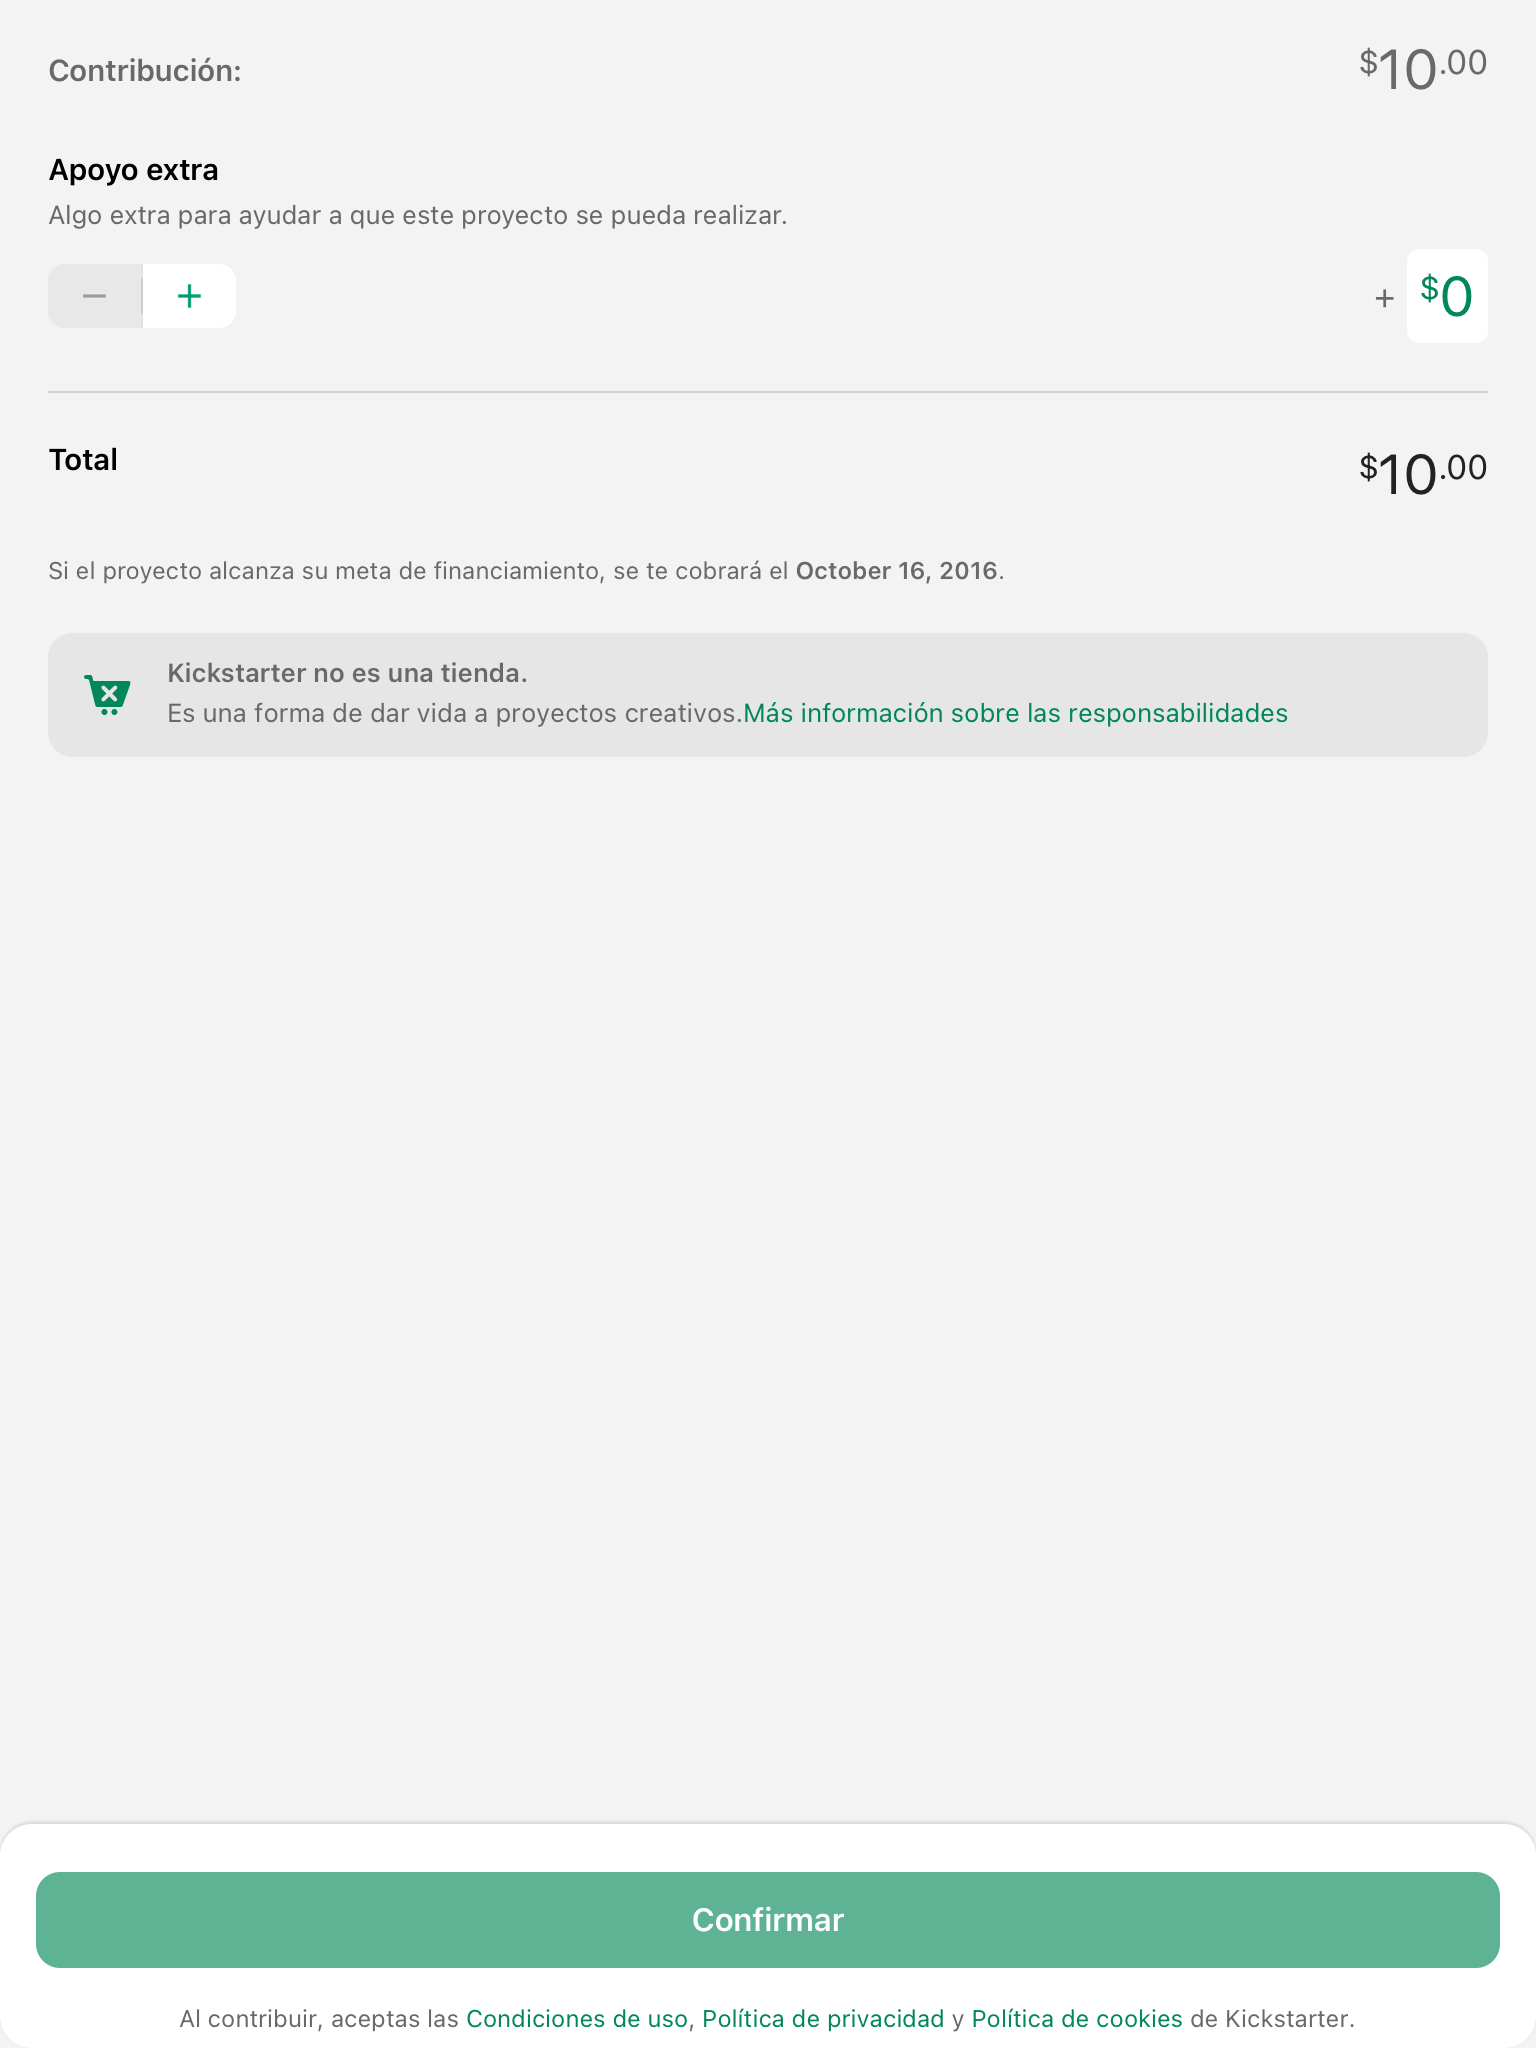 Contribución:
$10.00
Apoyo extra
Algo extra para ayudar a que este proyecto se pueda realizar.
− +
+ $0
Total
$10.00
Si el proyecto alcanza su meta de financiamiento, se te cobrará el October 16, 2016.
Kickstarter no es una tienda.
Es una forma de dar vida a proyectos creativos.Más información sobre las responsabilidades
Confirmar
Al contribuir, aceptas las Condiciones de uso, Política de privacidad y Política de cookies de Kickstarter.